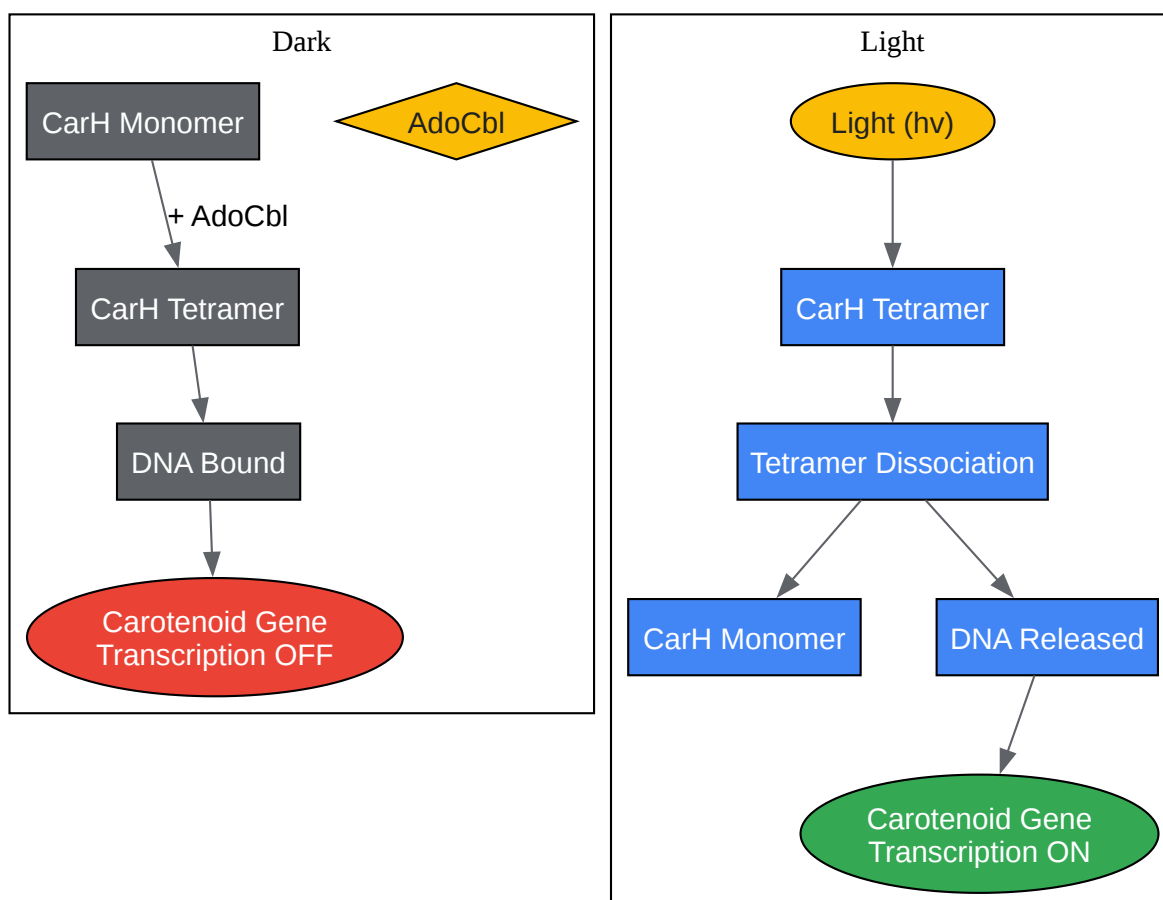 Dark
CarH Monomer
AdoCbl
+ AdoCbl
CarH Tetramer
DNA Bound
Carotenoid Gene
Transcription OFF
Light
Light (hv)
CarH Tetramer
Tetramer Dissociation
CarH Monomer
DNA Released
Carotenoid Gene
Transcription ON